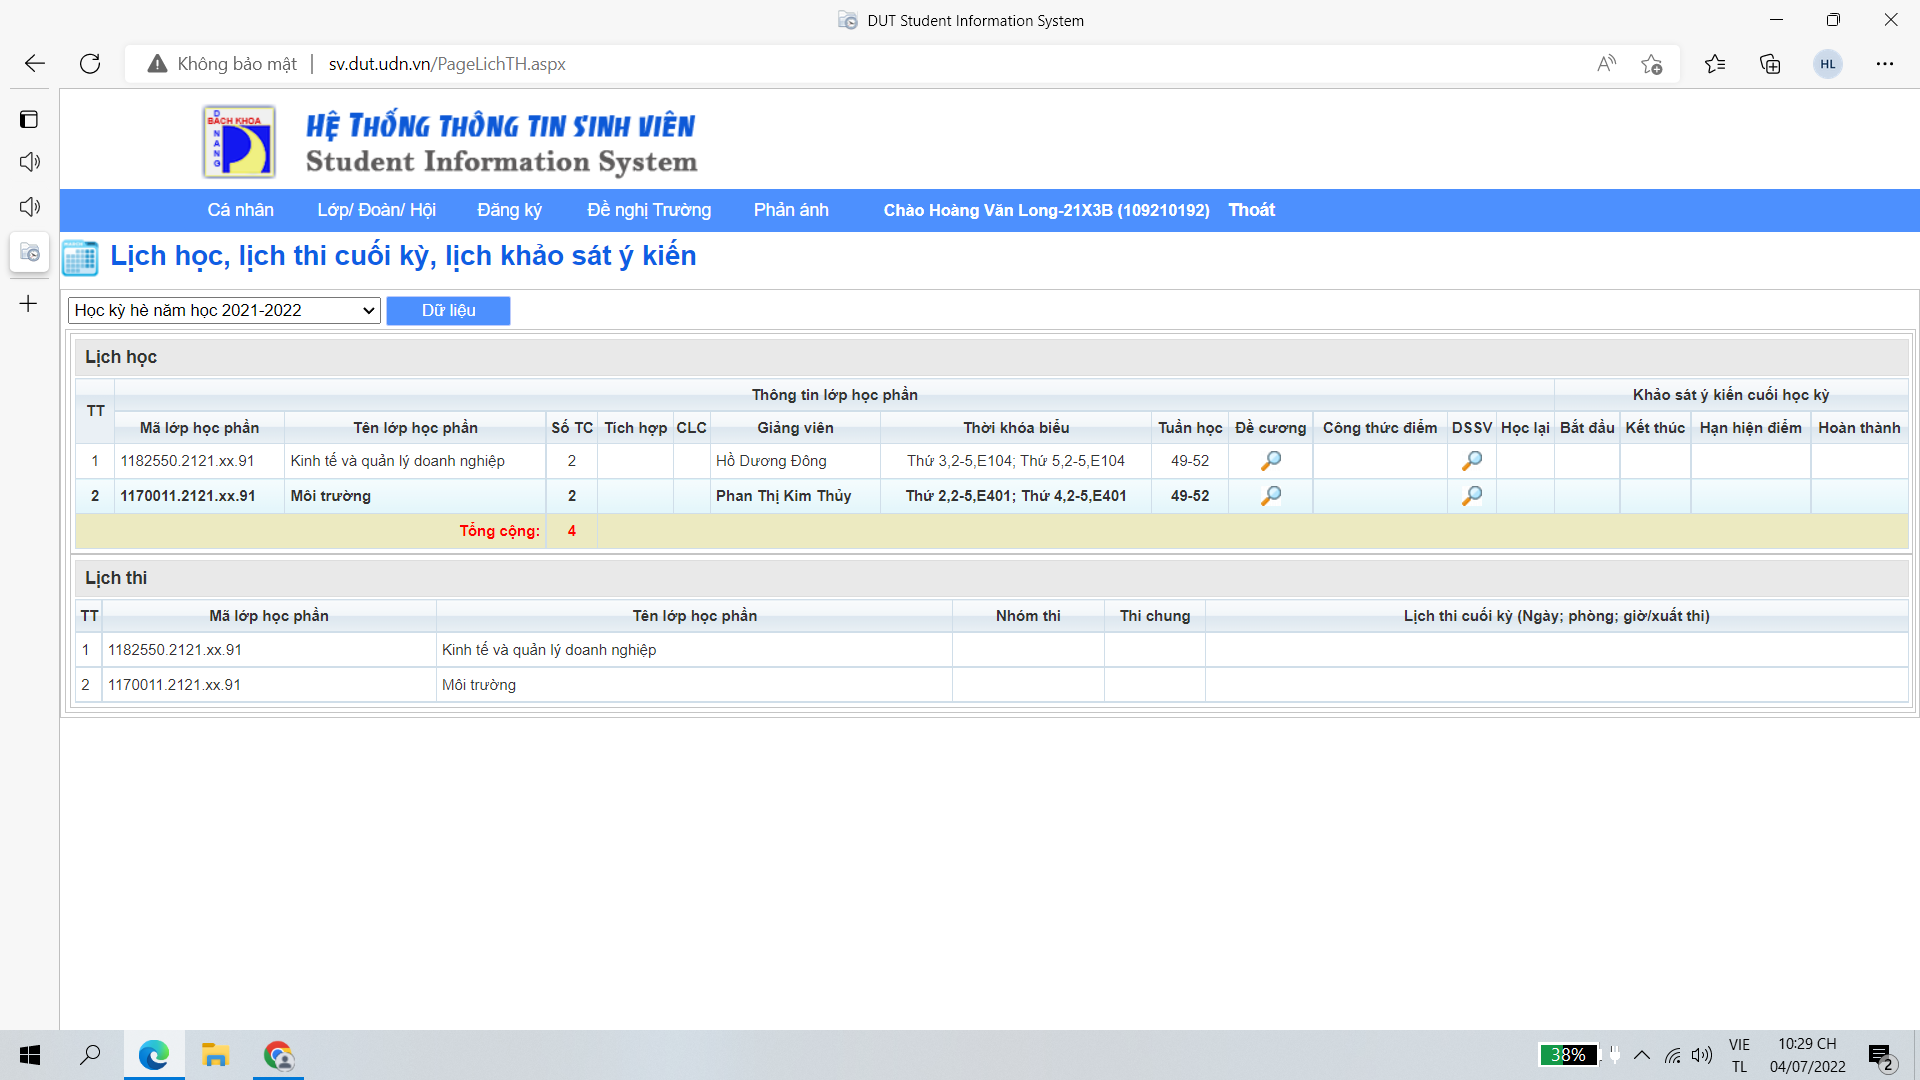 DUT Student Information System
Không bảo mật | sv.dut.udn.vn/PageLichTH.aspx
HL
ĐÀ NẴNG
BÁCH KHOA
HỆ THỐNG THÔNG TIN SINH VIÊN
Student Information System
Cá nhân Lớp/ Đoàn/ Hội Đăng ký Đề nghị Trường Phản ánh Chào Hoàng Văn Long-21X3B (109210192) Thoát
Lịch học, lịch thi cuối kỳ, lịch khảo sát ý kiến
Học kỳ hè năm học 2021-2022 Dữ liệu
Lịch học
TT Thông tin lớp học phần Khảo sát ý kiến cuối học kỳ
Mã lớp học phần Tên lớp học phần Số TC Tích hợp CLC Giảng viên Thời khóa biểu Tuần học Đề cương Công thức điểm DSSV Học lại Bắt đầu Kết thúc Hạn hiện điểm Hoàn thành
1 1182550.2121.xx.91 Kinh tế và quản lý doanh nghiệp 2 Hồ Dương Đông Thứ 3,2-5,E104; Thứ 5,2-5,E104 49-52
2 1170011.2121.xx.91 Môi trường 2 Phan Thị Kim Thủy Thứ 2,2-5,E401; Thứ 4,2-5,E401 49-52
Tổng cộng: 4
Lịch thi
TT Mã lớp học phần Tên lớp học phần Nhóm thi Thi chung Lịch thi cuối kỳ (Ngày; phòng; giờ/xuất thi)
1 1182550.2121.xx.91 Kinh tế và quản lý doanh nghiệp
2 1170011.2121.xx.91 Môi trường
38% VIE 10:29 CH
TL 04/07/2022 2